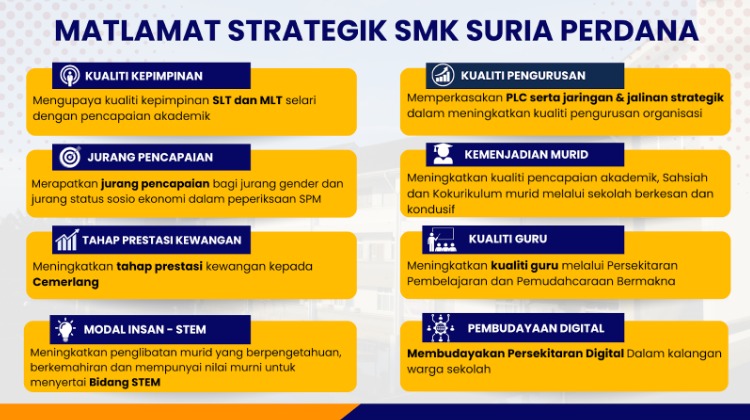 MATLAMAT STRATEGIK SMK SURIA PERDANA
KUALITI KEPIMPINAN
Mengupaya kualiti kepimpinan SLT dan MLT selari
dengan pencapaian akademik
KUALITI PENGURUSAN
Memperkasakan PLC serta jaringan & jalinan strategik
dalam meningkatkan kualiti pengurusan organisasi
JURANG PENCAPAIAN
Merapatkan jurang pencapaian bagi jurang gender dan
jurang status sosio ekonomi dalam peperiksaan SPM
KEMENJADIAN MURID
Meningkatkan kualiti pencapaian akademik, Sahsiah
dan Kokurikulum murid melalui sekolah berkesan dan
kondusif
TAHAP PRESTASI KEWANGAN
Meningkatkan tahap prestasi kewangan kepada
Cemerlang
KUALITI GURU
Meningkatkan kualiti guru melalui Persekitaran
Pembelajaran dan Pemudahcaraan Bermakna
MODAL INSAN - STEM
Meningkatkan penglibatan murid yang berpengetahuan,
berkemahiran dan mempunyai nilai murni untuk
menyertai Bidang STEM
PEMBUDAYAAN DIGITAL
Membudayakan Persekitaran Digital Dalam kalangan
warga sekolah